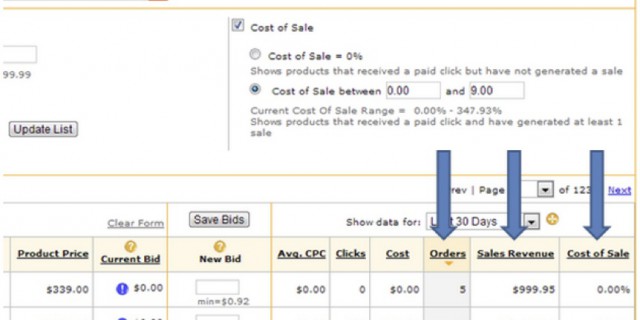 Cost of Sale
Cost of Sale = 0%
Shows products that received a paid click but have not generated a sale
99.99
Cost of Sale between 0.00 and 9.00
Current Cost Of Sale Range = 0.00% - 347.93%
Shows products that received a paid click and have generated at least 1
sale
Update List
Page of 123 Next
Clear Form Save Bids Show data for: 30 Days
Product Price Current Bid New Bid Avg. CPC Clicks Cost Orders Sales Revenue Cost of Sale
$339.00 $0.00 $0.00 0 $0.00 5 $999.95 0.00%
min=$0.92